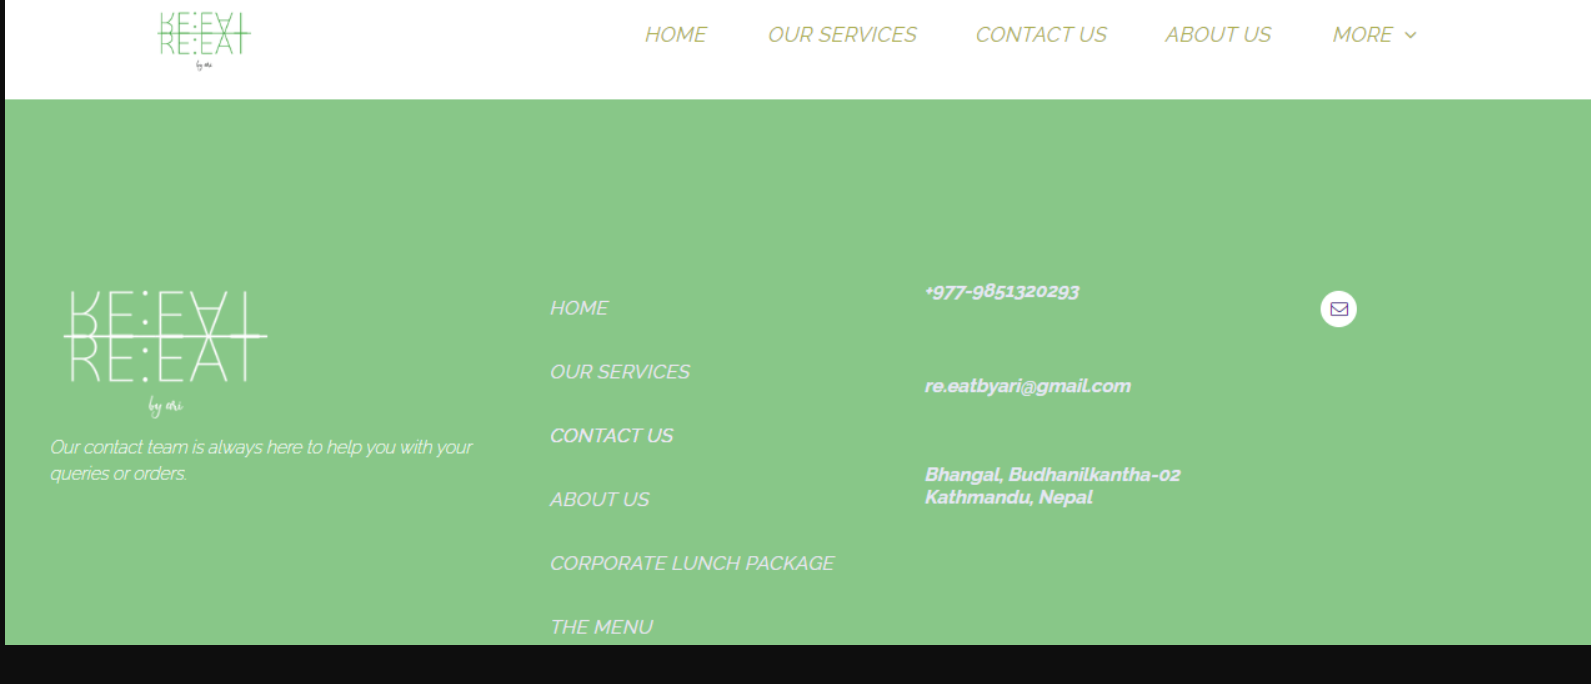 RE:EAT
RE:EAT
by ari
HOME
OUR SERVICES
CONTACT US
ABOUT US
MORE
RE:EAT
RE:EAT
by ari
Our contact team is always here to help you with your
queries or orders.
HOME
OUR SERVICES
CONTACT US
ABOUT US
CORPORATE LUNCH PACKAGE
THE MENU
+977-9851320293
re.eatbyari@gmail.com
Bhangal, Budhanilkantha-02
Kathmandu, Nepal